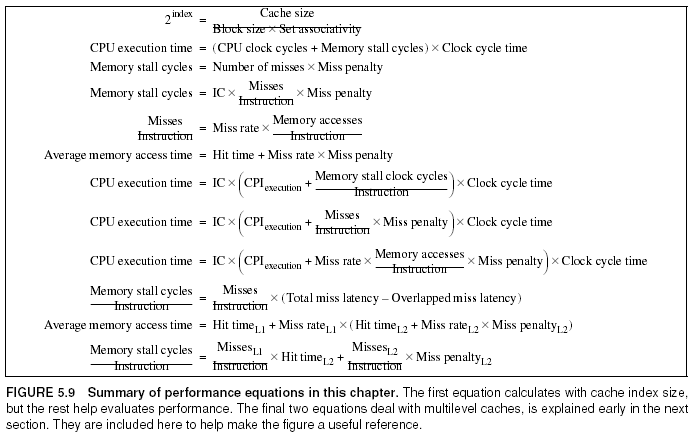 2^index = Cache size / Block size × Set associativity
CPU execution time = (CPU clock cycles + Memory stall cycles) × Clock cycle time
Memory stall cycles = Number of misses × Miss penalty
Memory stall cycles = IC × Misses / Instruction × Miss penalty
Misses / Instruction = Miss rate × Memory accesses / Instruction
Average memory access time = Hit time + Miss rate × Miss penalty
CPU execution time = IC × (CPI_execution + Memory stall clock cycles / Instruction) × Clock cycle time
CPU execution time = IC × (CPI_execution + Misses / Instruction × Miss penalty) × Clock cycle time
CPU execution time = IC × (CPI_execution + Miss rate × Memory accesses / Instruction × Miss penalty) × Clock cycle time
Memory stall cycles / Instruction = Misses / Instruction × (Total miss latency – Overlapped miss latency)
Average memory access time = Hit time_L1 + Miss rate_L1 × (Hit time_L2 + Miss rate_L2 × Miss penalty_L2)
Memory stall cycles / Instruction = Misses_L1 / Instruction × Hit time_L2 + Misses_L2 / Instruction × Miss penalty_L2
FIGURE 5.9 Summary of performance equations in this chapter. The first equation calculates with cache index size,
but the rest help evaluates performance. The final two equations deal with multilevel caches, is explained early in the next
section. They are included here to help make the figure a useful reference.